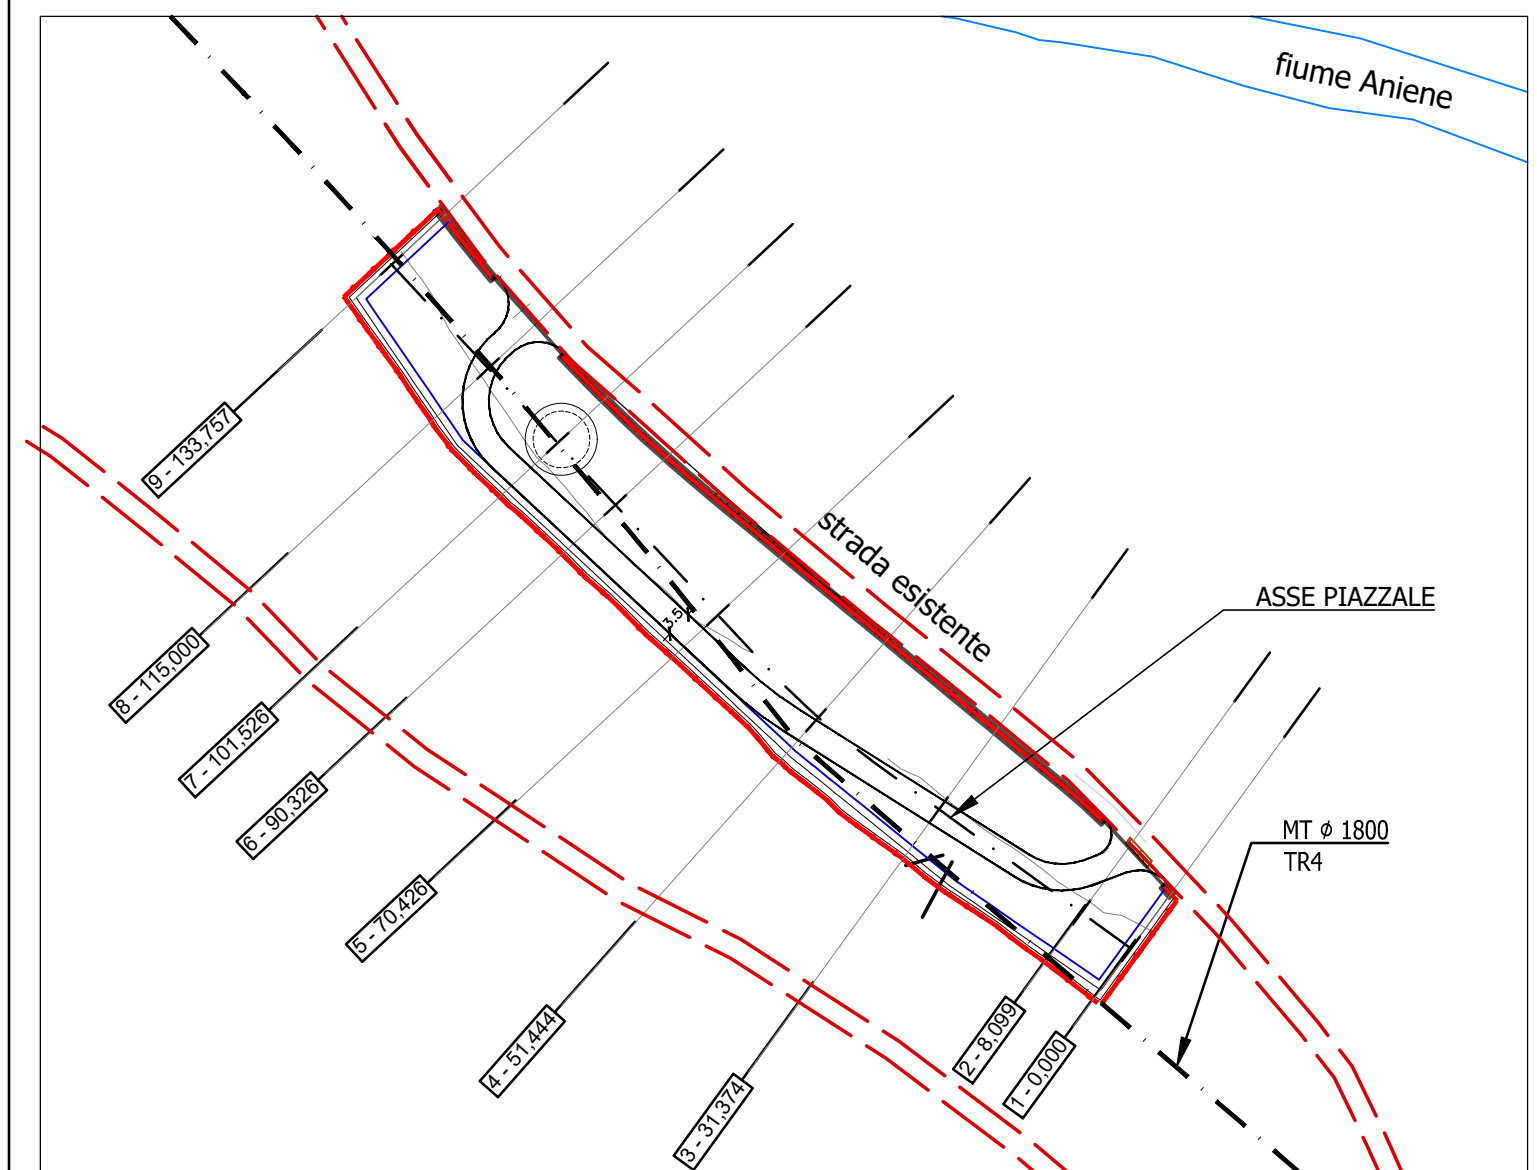 fiume Aniene
9 - 133,757
strada esistente
ASSE PIAZZALE
3.5
8 - 115,000
7 - 101,526
6 - 90,326
MT ϕ 1800
TR4
5 - 70,426
4 - 51,444
2 - 8,099
1 - 0,000
3 - 31,374